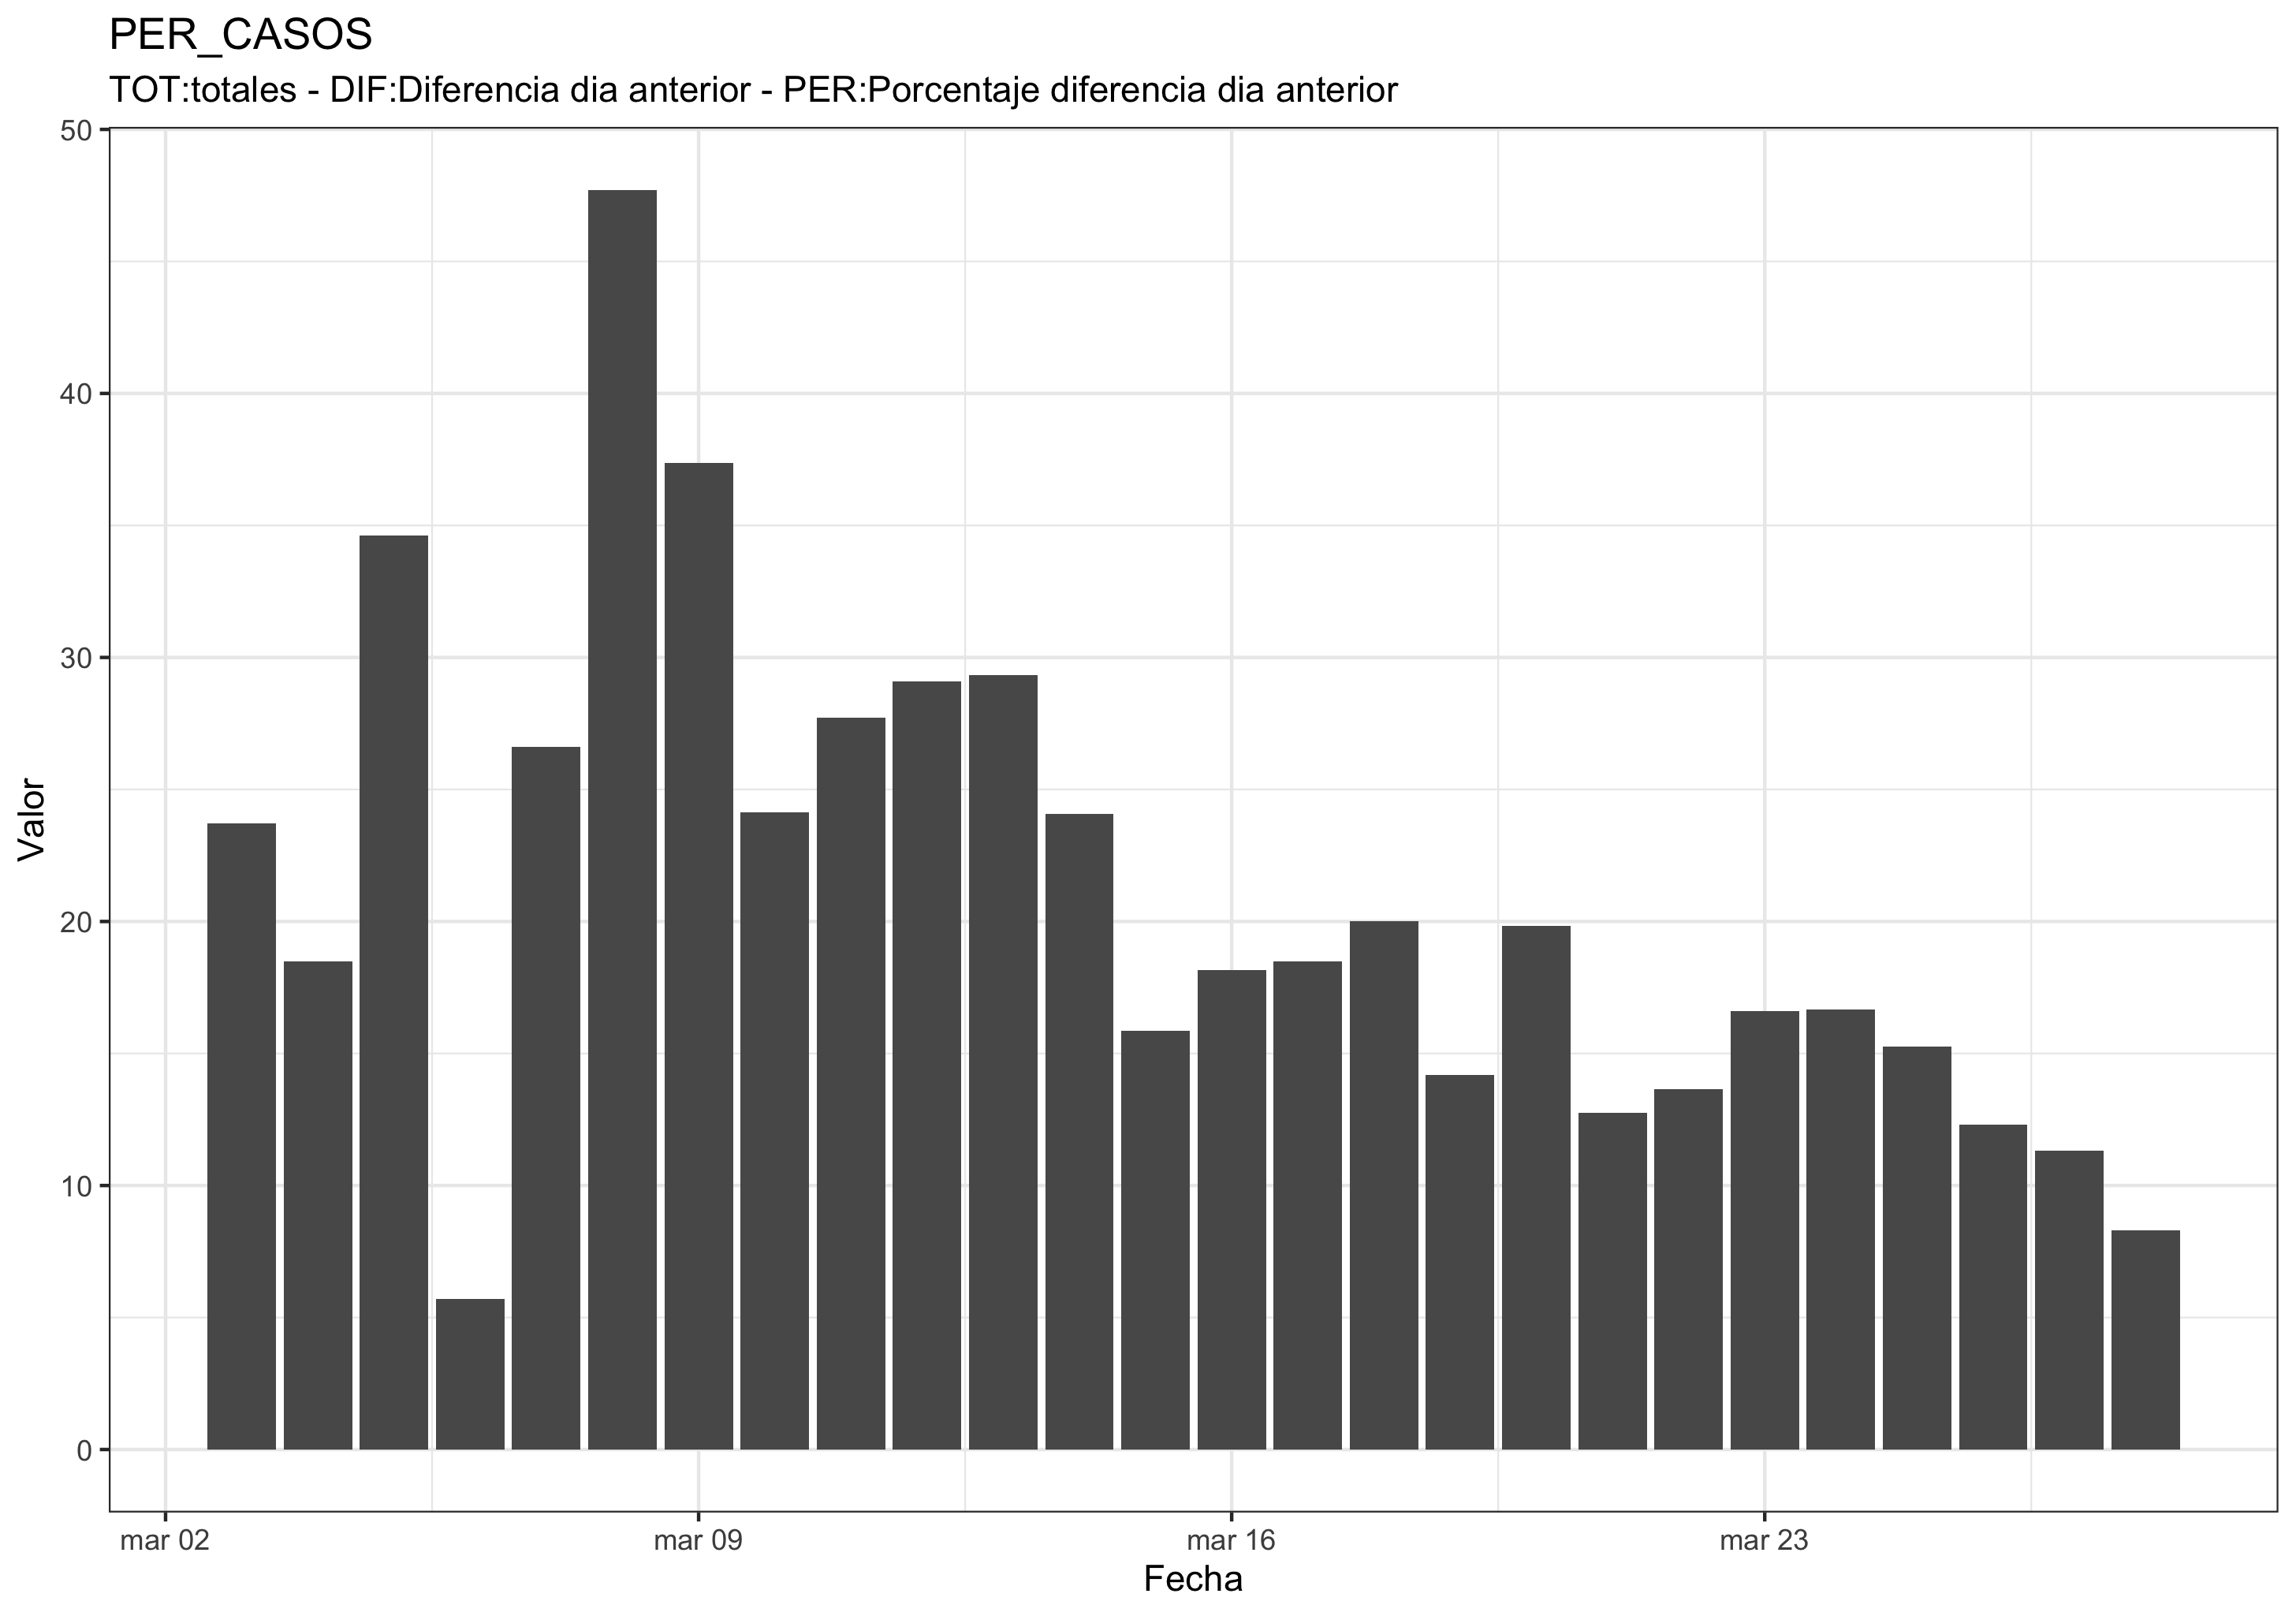 PER_CASOS
TOT:totales - DIF:Diferencia dia anterior - PER:Porcentaje diferencia dia anterior
50
40
30
20
10
0
Valor
mar 02
mar 09
mar 16
mar 23
Fecha